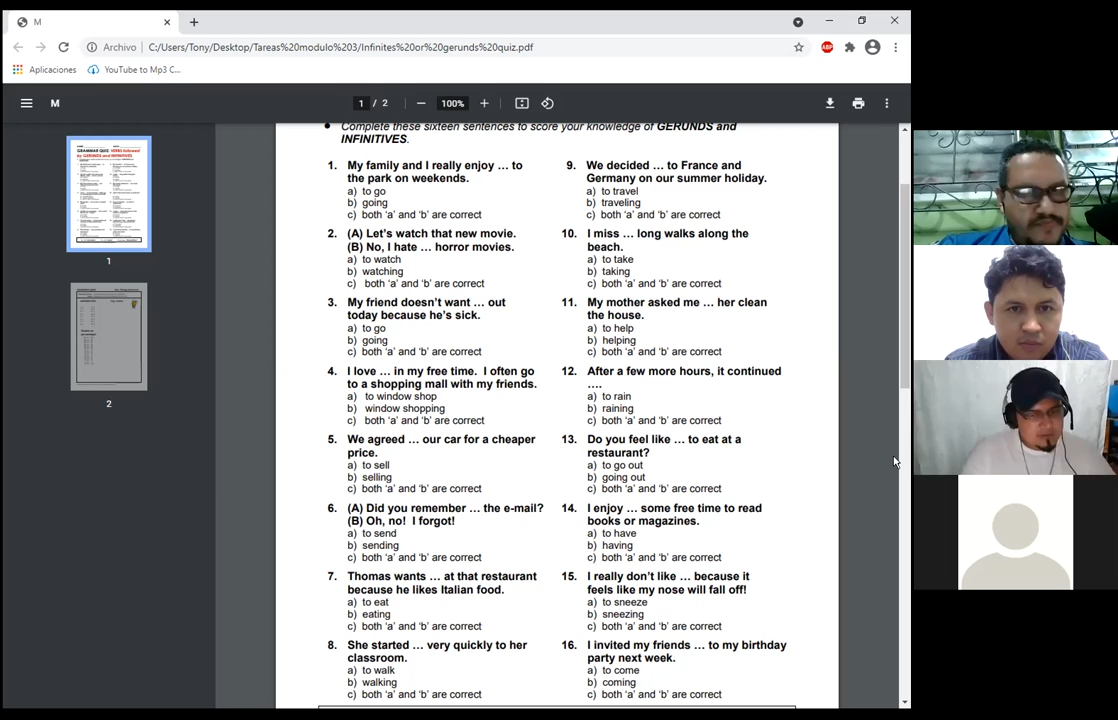 M
Archivo
C:/Users/Tony/Desktop/Tareas%20modulo%203/Infinites%20or%20gerunds%20quiz.pdf
ABP
Aplicaciones
YouTube to Mp3 C...
M
1 / 2
100%
1
2
Complete these sixteen sentences to score your knowledge of GERUNDS and
INFINITIVES.
1. My family and I really enjoy … to
the park on weekends.
a) to go
b) going
c) both 'a' and 'b' are correct
2. (A) Let's watch that new movie.
(B) No, I hate … horror movies.
a) to watch
b) watching
c) both 'a' and 'b' are correct
3. My friend doesn't want … out
today because he's sick.
a) to go
b) going
c) both 'a' and 'b' are correct
4. I love … in my free time. I often go
to a shopping mall with my friends.
a) to window shop
b) window shopping
c) both 'a' and 'b' are correct
5. We agreed … our car for a cheaper
price.
a) to sell
b) selling
c) both 'a' and 'b' are correct
6. (A) Did you remember … the e-mail?
(B) Oh, no! I forgot!
a) to send
b) sending
c) both 'a' and 'b' are correct
7. Thomas wants … at that restaurant
because he likes Italian food.
a) to eat
b) eating
c) both 'a' and 'b' are correct
8. She started … very quickly to her
classroom.
a) to walk
b) walking
c) both 'a' and 'b' are correct
9. We decided … to France and
Germany on our summer holiday.
a) to travel
b) traveling
c) both 'a' and 'b' are correct
10. I miss … long walks along the
beach.
a) to take
b) taking
c) both 'a' and 'b' are correct
11. My mother asked me … her clean
the house.
a) to help
b) helping
c) both 'a' and 'b' are correct
12. After a few more hours, it continued
….
a) to rain
b) raining
c) both 'a' and 'b' are correct
13. Do you feel like … to eat at a
restaurant?
a) to go out
b) going out
c) both 'a' and 'b' are correct
14. I enjoy … some free time to read
books or magazines.
a) to have
b) having
c) both 'a' and 'b' are correct
15. I really don't like … because it
feels like my nose will fall off!
a) to sneeze
b) sneezing
c) both 'a' and 'b' are correct
16. I invited my friends … to my birthday
party next week.
a) to come
b) coming
c) both 'a' and 'b' are correct